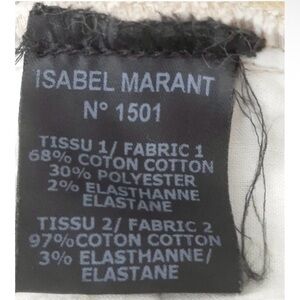 ISABEL MARANT
N° 1501
TISSU 1/ FABRIC 1
68% COTON COTTON
30% POLYESTER
2% ELASTHANNE
ELASTANE
TISSU 2/ FABRIC 2
97%COTON COTTON
3% ELASTHANNE/
ELASTANE